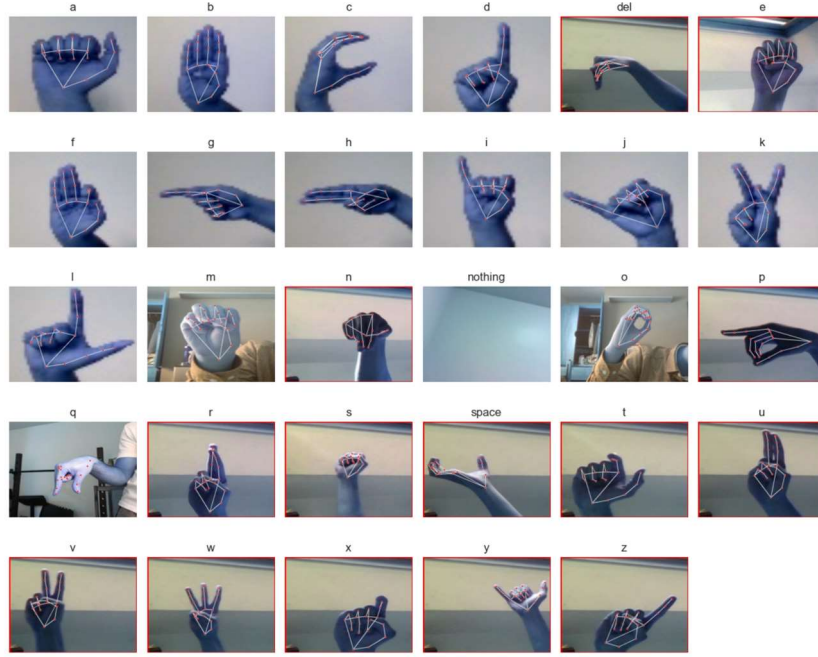 a b c d del e
f g h i j k
l m n nothing o p
q r s space t u
v w x y z